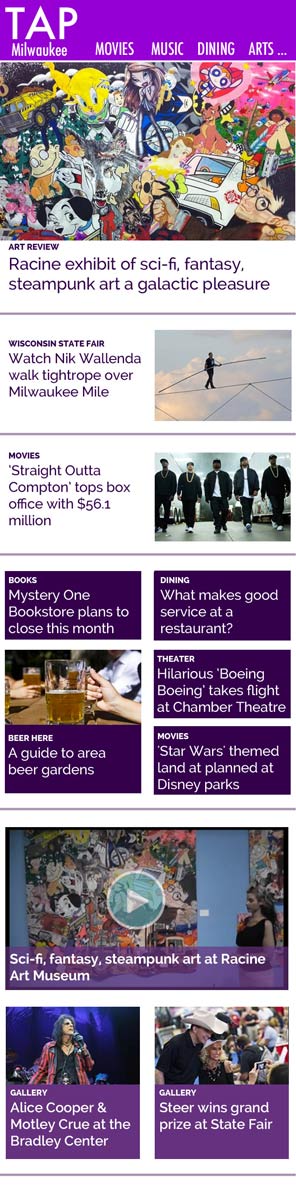 TAP
Milwaukee
MOVIES MUSIC DINING ARTS ...
ART REVIEW
Racine exhibit of sci-fi, fantasy,
steampunk art a galactic pleasure
WISCONSIN STATE FAIR
Watch Nik Wallenda
walk tightrope over
Milwaukee Mile
MOVIES
'Straight Outta
Compton' tops box
office with $56.1
million
BOOKS
Mystery One
Bookstore plans to
close this month
DINING
What makes good
service at a
restaurant?
BEER HERE
A guide to area
beer gardens
THEATER
Hilarious 'Boeing
Boeing' takes flight
at Chamber Theatre
MOVIES
'Star Wars' themed
land at planned at
Disney parks
Sci-fi, fantasy, steampunk art at Racine
Art Museum
GALLERY
Alice Cooper &
Motley Crue at the
Bradley Center
GALLERY
Steer wins grand
prize at State Fair